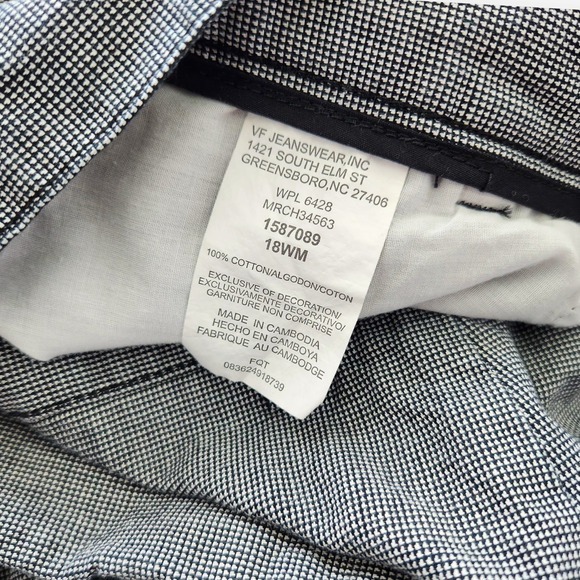 VF JEANSWEAR,INC
1421 SOUTH ELM ST
GREENSBORO,NC 27406
WPL 6428
MRCH34563
1587089
18WM
100% COTTON/ALGODON/COTON
EXCLUSIVE OF DECORATION/
EXCLUSIVAMENTE DECORATIVO/
GARNITURE NON COMPRISE
MADE IN CAMBODIA
HECHO EN CAMBOYA
FABRIQUE AU CAMBODGE
FQT
083624918739